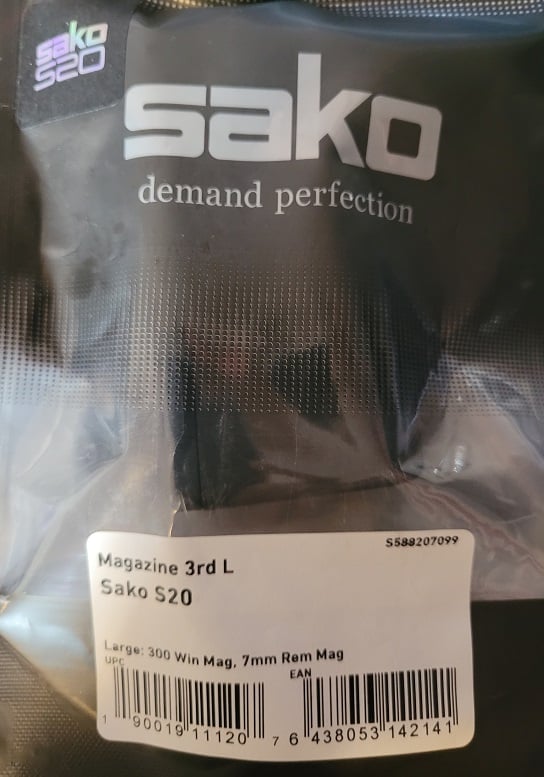 sako
S20
sako
demand perfection
S588207099
Magazine 3rd L
Sako S20
Large: 300 Win Mag, 7mm Rem Mag
UPC
EAN
1 90019 11120 7
6 438053 142141